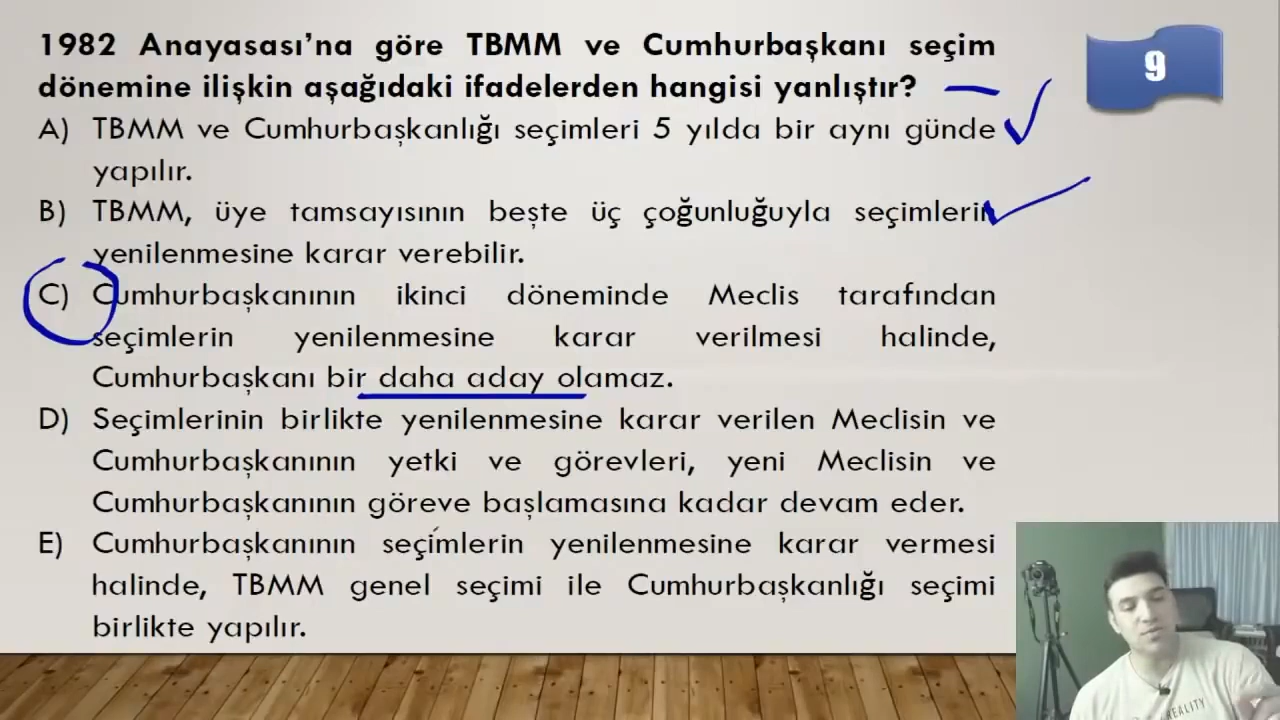 1982 Anayasası’na göre TBMM ve Cumhurbaşkanı seçim
dönemine ilişkin aşağıdaki ifadelerden hangisi yanlıştır?
9
A) TBMM ve Cumhurbaşkanlığı seçimleri 5 yılda bir aynı günde
yapılır.
B) TBMM, üye tamsayısının beşte üç çoğunluğuyla seçimlerin
yenilenmesine karar verebilir.
C) Cumhurbaşkanının ikinci döneminde Meclis tarafından
seçimlerin yenilenmesine karar verilmesi halinde,
Cumhurbaşkanı bir daha aday olamaz.
D) Seçimlerinin birlikte yenilenmesine karar verilen Meclisin ve
Cumhurbaşkanının yetki ve görevleri, yeni Meclisin ve
Cumhurbaşkanının göreve başlamasına kadar devam eder.
E) Cumhurbaşkanının seçimlerin yenilenmesine karar vermesi
halinde, TBMM genel seçimi ile Cumhurbaşkanlığı seçimi
birlikte yapılır.